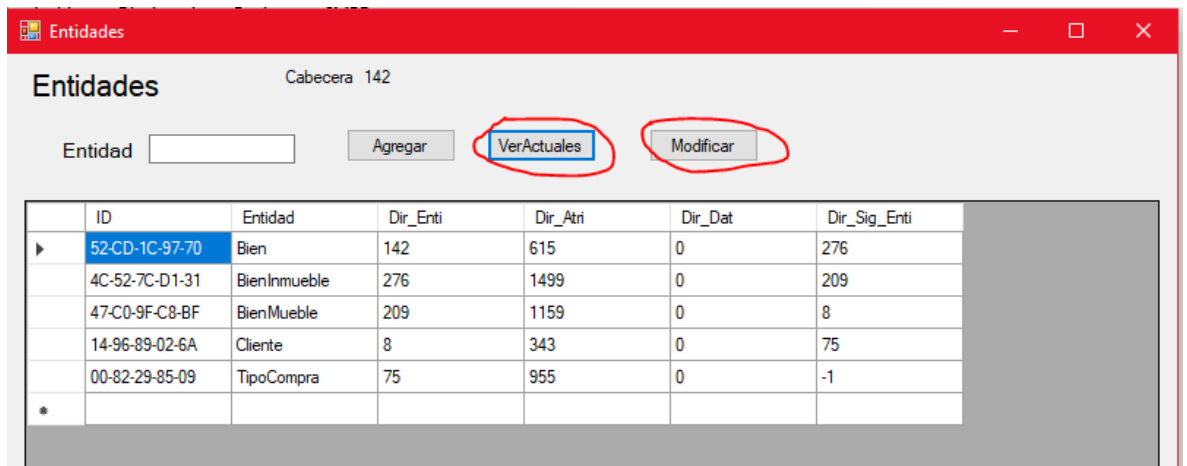 Entidades
Entidades Cabecera 142
Entidad Agregar VerActuales Modificar
ID Entidad Dir_Enti Dir_Atri Dir_Dat Dir_Sig_Enti
52-CD-1C-97-70 Bien 142 615 0 276
4C-52-7C-D1-31 BienInmueble 276 1499 0 209
47-C0-9F-C8-BF BienMueble 209 1159 0 8
14-96-89-02-6A Cliente 8 343 0 75
00-82-29-85-09 TipoCompra 75 955 0 -1